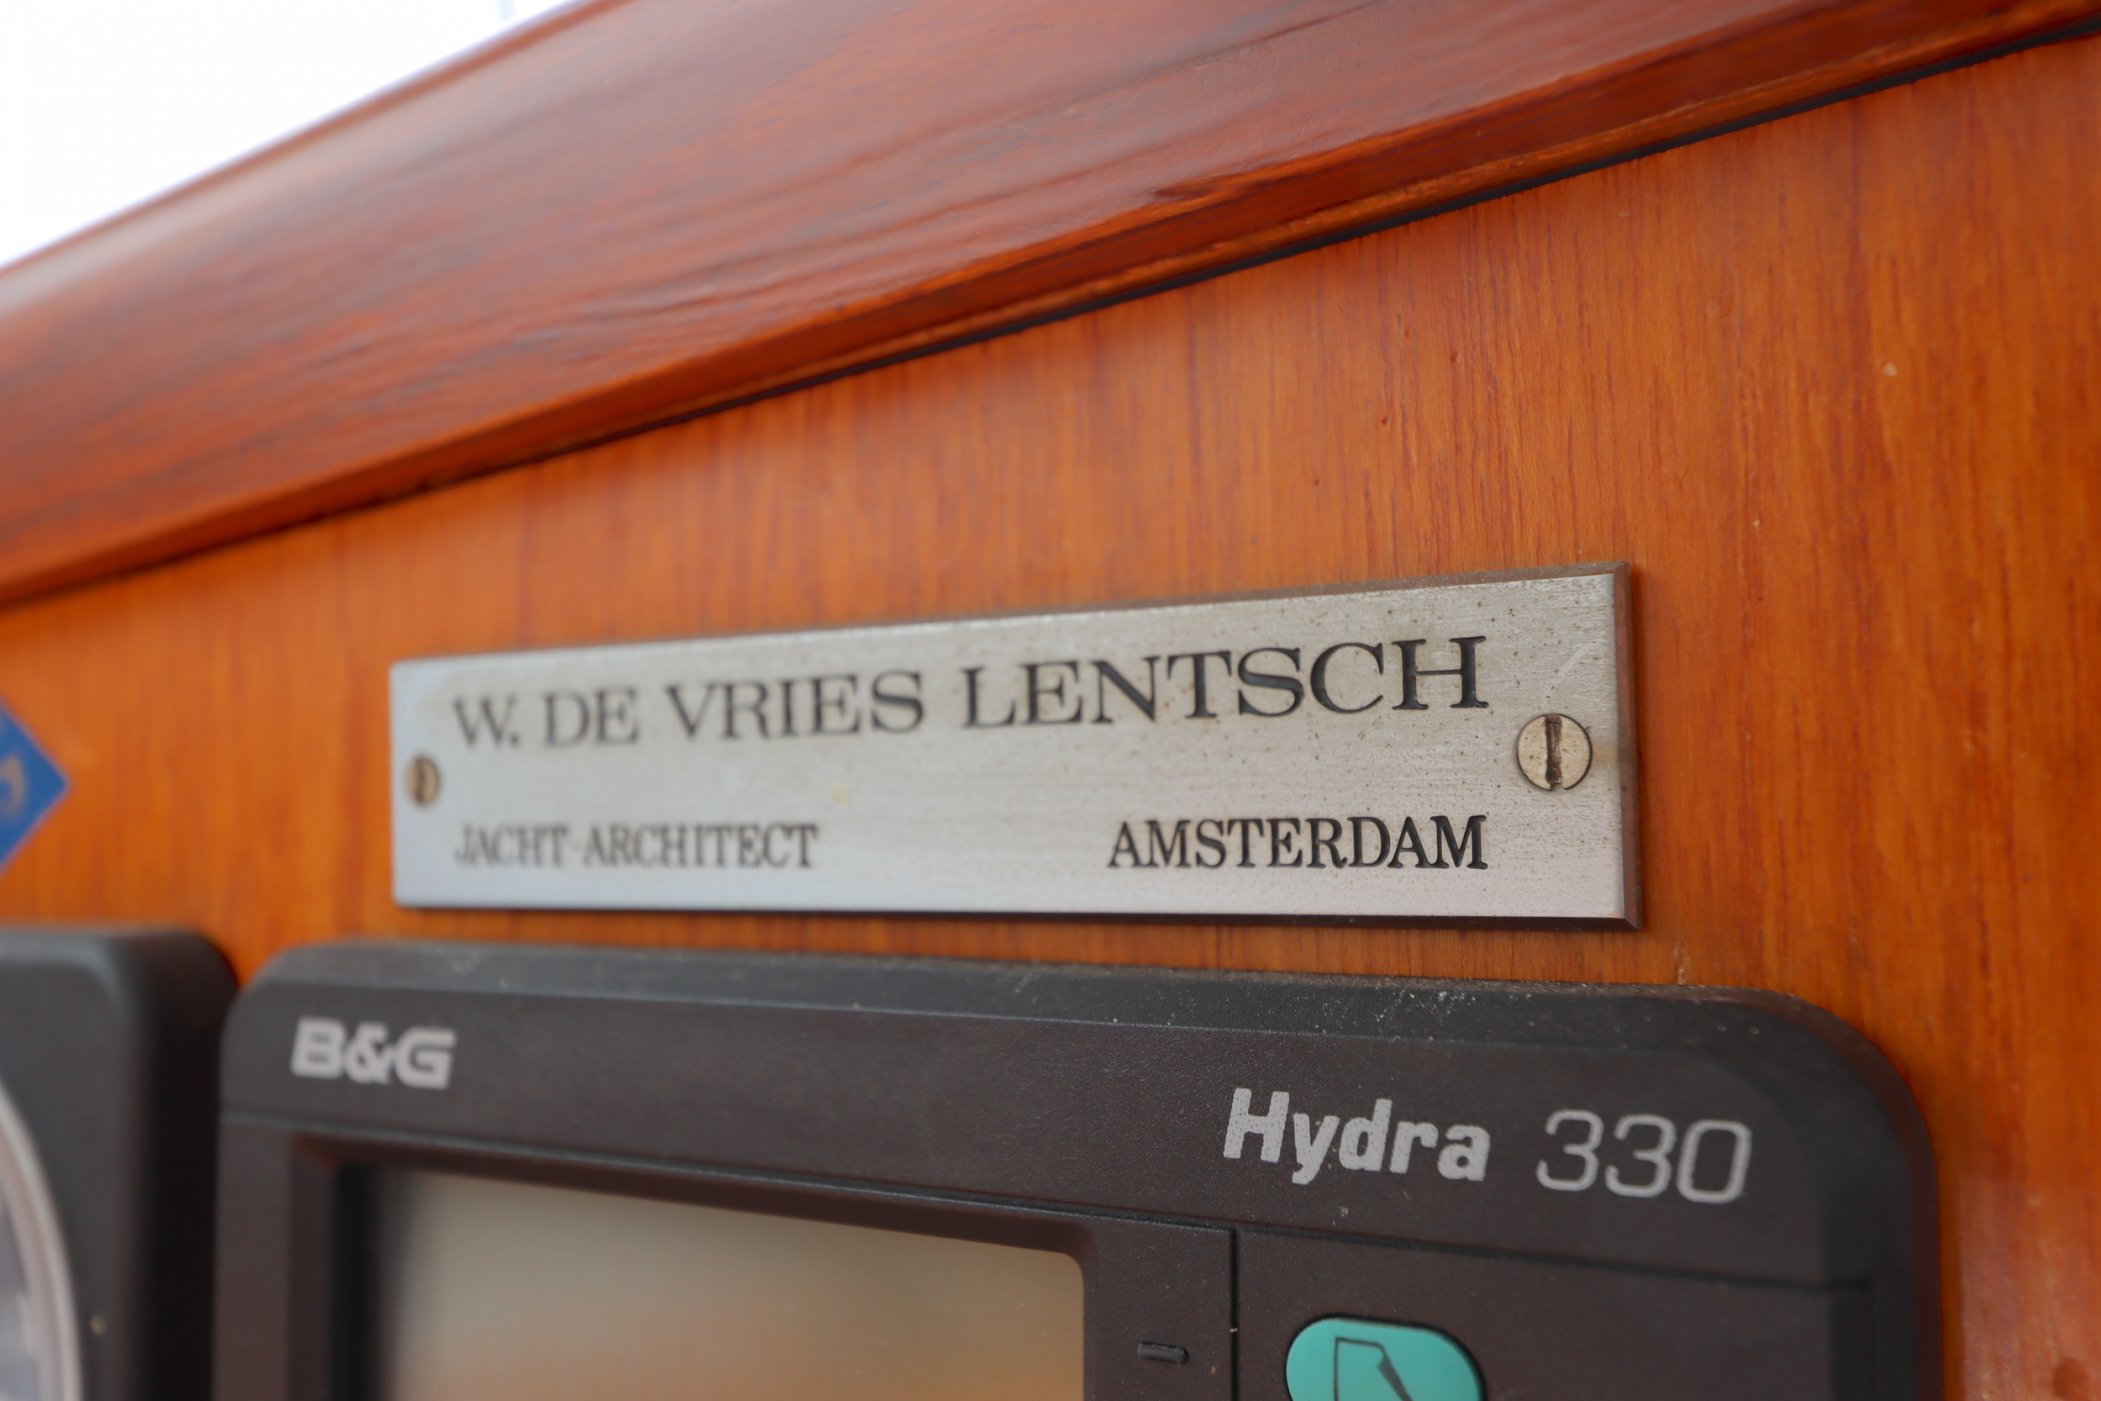 W. DE VRIES LENTSCH
JACHT-ARCHITECT AMSTERDAM
B&G
Hydra 330